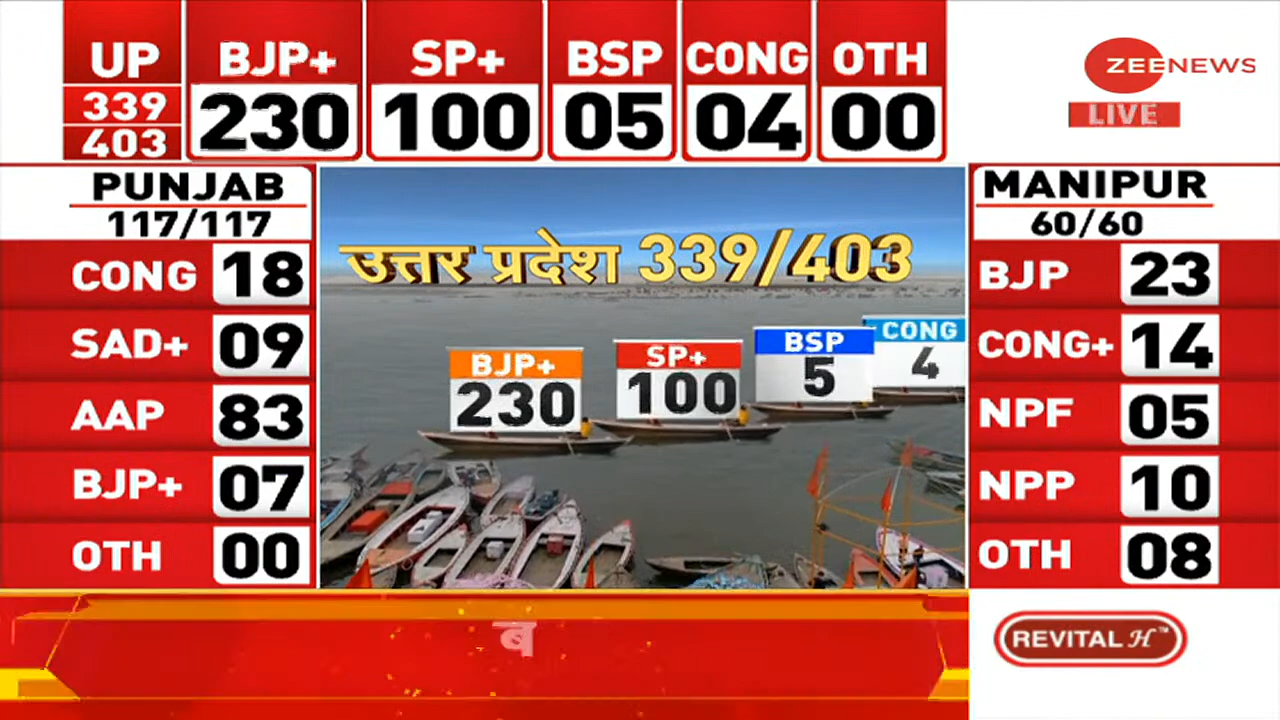 UP BJP+ SP+ BSP CONG OTH
339 230 100 05 04 00
403
ZEENEWS
LIVE
PUNJAB
117/117
CONG 18
SAD+ 09
AAP 83
BJP+ 07
OTH 00
उत्तर प्रदेश 339/403
BJP+ 230
SP+ 100
BSP 5
CONG 4
MANIPUR
60/60
BJP 23
CONG+ 14
NPF 05
NPP 10
OTH 08
ब
REVITAL H™